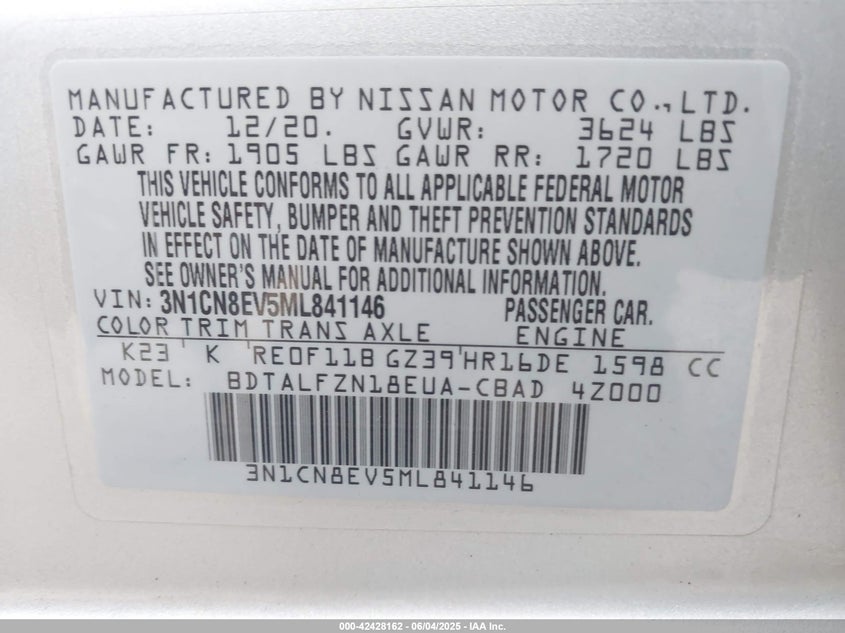 MANUFACTURED BY NISSAN MOTOR CO., LTD.
DATE: 12/20. GVWR: 3624 LBS
GAWR FR: 1905 LBS GAWR RR: 1720 LBS
THIS VEHICLE CONFORMS TO ALL APPLICABLE FEDERAL MOTOR
VEHICLE SAFETY, BUMPER AND THEFT PREVENTION STANDARDS
IN EFFECT ON THE DATE OF MANUFACTURE SHOWN ABOVE.
SEE OWNER'S MANUAL FOR ADDITIONAL INFORMATION.
VIN: 3N1CN8EV5ML841146 PASSENGER CAR.
COLOR TRIM TRANS AXLE ENGINE
K23 K RE0F11B GZ39 HR16DE 1598 CC
MODEL: BDTALFZN18EUA-CBAD 4Z000
3N1CN8EV5ML841146
000-42428162 - 06/04/2025 - IAA Inc.